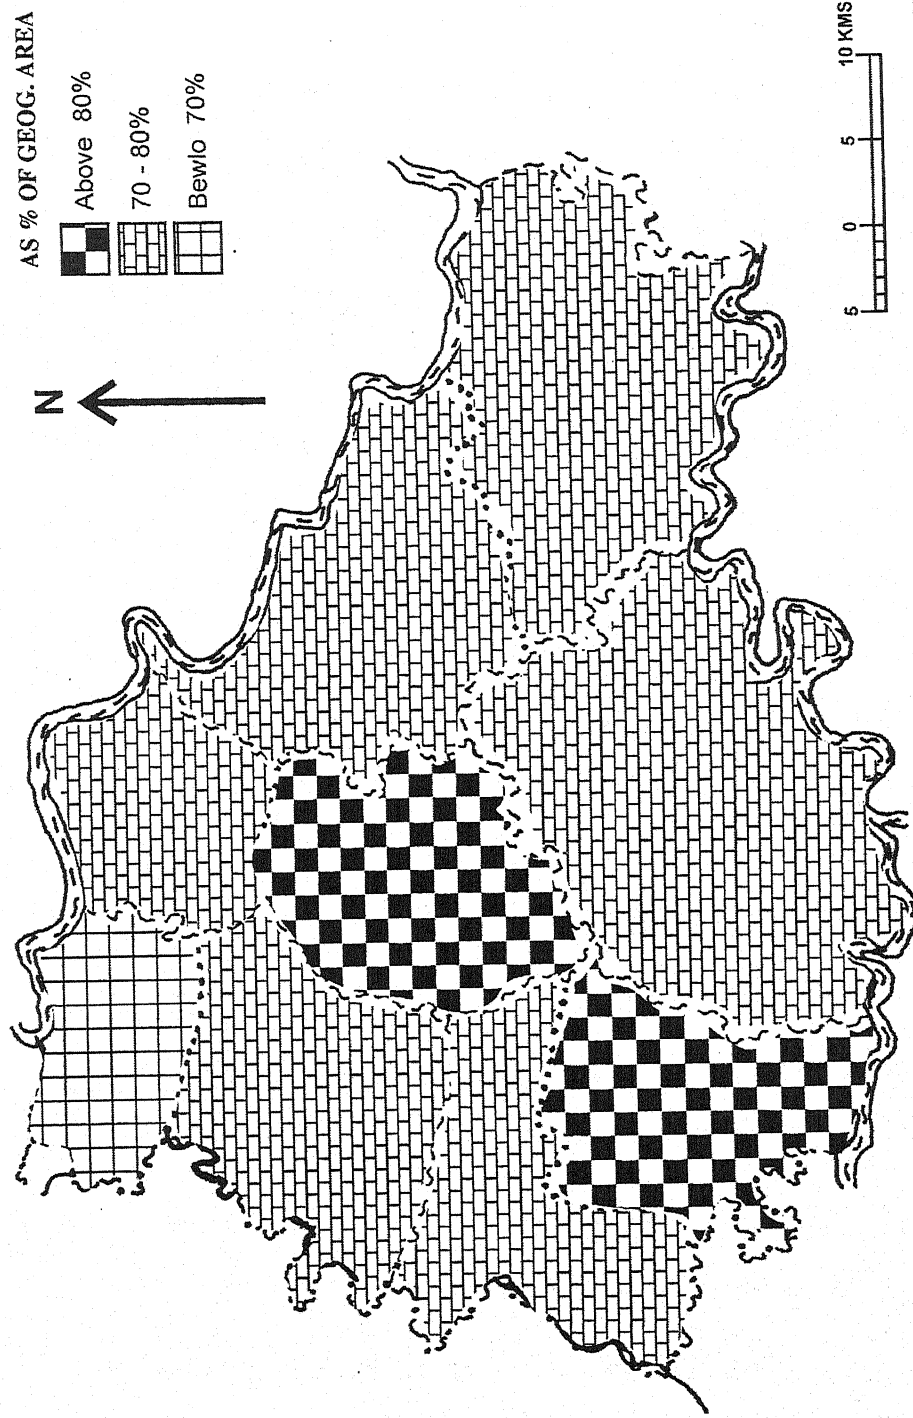 AS % OF GEOG. AREA
Above 80%
70 - 80%
Bewlo 70%
N
5 0 5 10 KMS